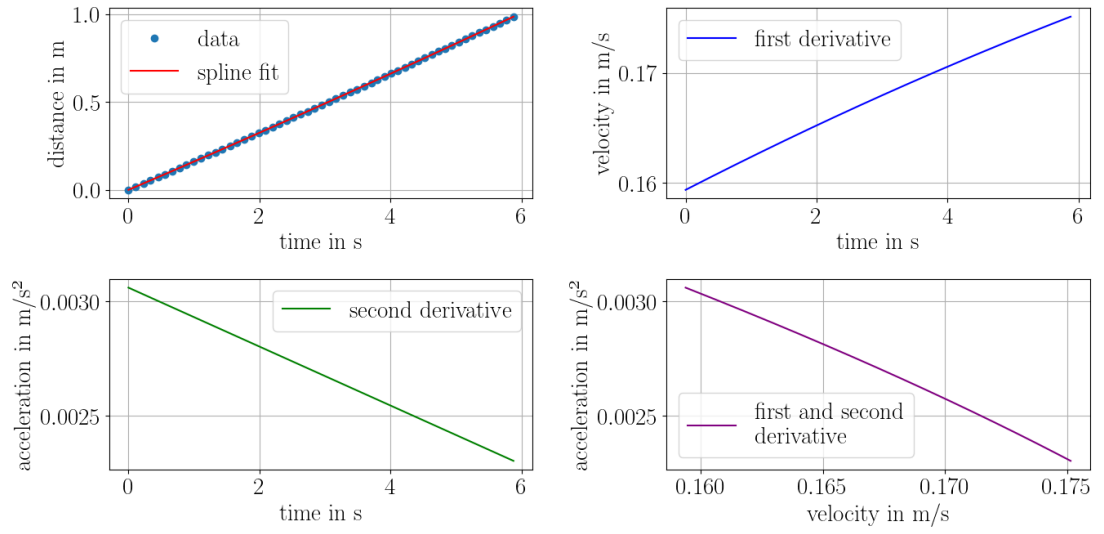 1.0
0.5
0.0
distance in m
data
spline fit
0
2
4
6
time in s
0.17
0.16
velocity in m/s
first derivative
0
2
4
6
time in s
0.0030
0.0025
acceleration in m/s²
second derivative
0
2
4
6
time in s
0.0030
0.0025
acceleration in m/s²
first and second
derivative
0.160
0.165
0.170
0.175
velocity in m/s